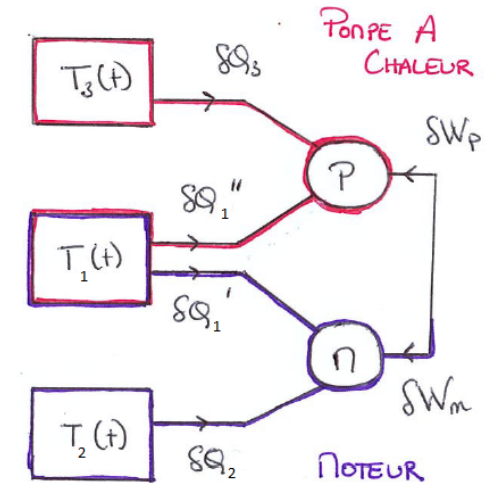 POMPE A
CHALEUR
T3(t)
δQ3
δWp
P
δQ1"
T1(t)
δQ1'
M
δWm
T2(t)
δQ2
MOTEUR